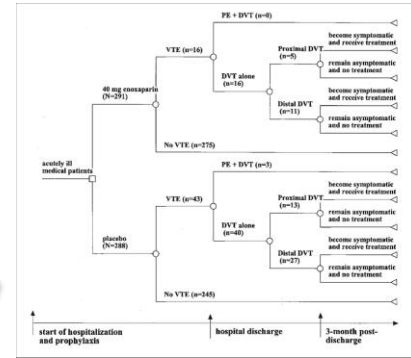 PE + DVT (n=0)
become symptomatic
and receive treatment
VTE (n=16)
Proximal DVT
(n=5)
remain asymptomatic
and no treatment
DVT alone
(n=16)
become symptomatic
and receive treatment
40 mg enoxaparin
(N=291)
Distal DVT
(n=11)
remain asymptomatic
and no treatment
No VTE (n=275)
acutely ill
medical patients
PE + DVT (n=3)
become symptomatic
and receive treatment
VTE (n=43)
Proximal DVT
(n=13)
remain asymptomatic
and no treatment
DVT alone
(n=40)
become symptomatic
and receive treatment
placebo
(N=288)
Distal DVT
(n=27)
remain asymptomatic
and no treatment
No VTE (n=245)
start of hospitalization
and prophylaxis
hospital discharge
3-month post-
discharge